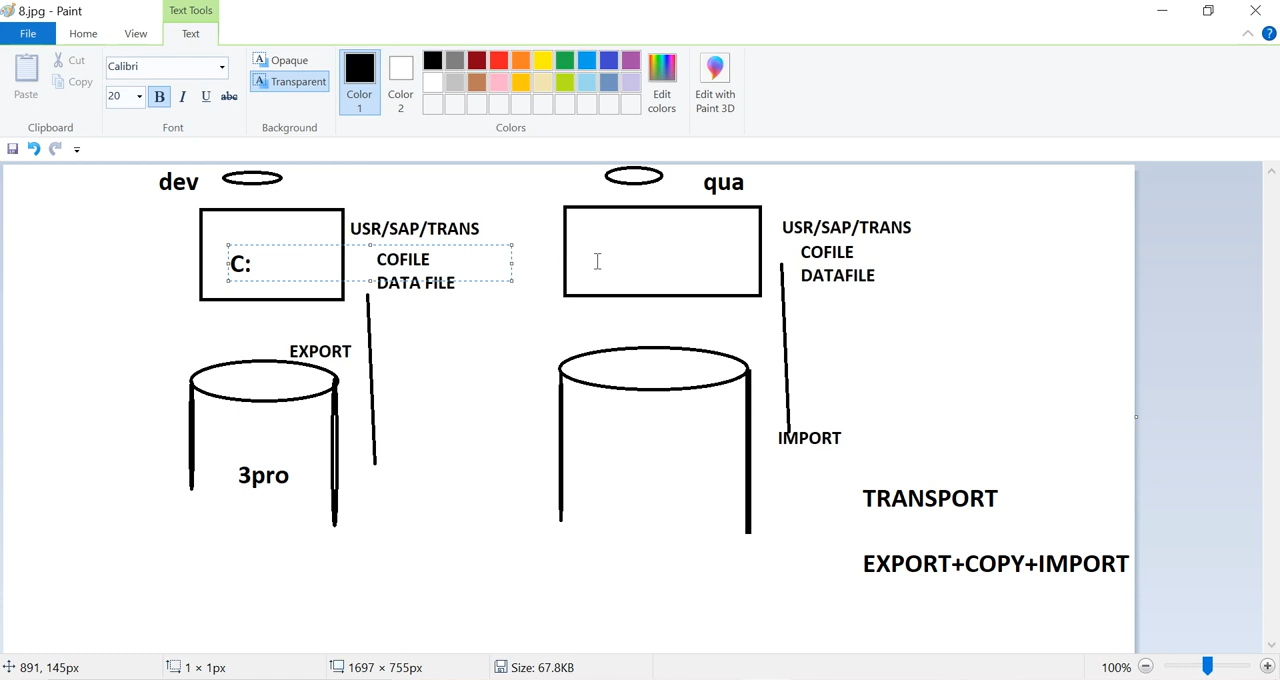 8.jpg - Paint
Text Tools
File
Home
View
Text
Paste
Cut
Copy
Clipboard
Calibri
20
B I U abc
Font
A Opaque
A Transparent
Background
Color 1
Color 2
Edit colors
Colors
Edit with Paint 3D
dev
qua
USR/SAP/TRANS
COFILE
DATA FILE
C:
USR/SAP/TRANS
COFILE
DATAFILE
EXPORT
3pro
IMPORT
TRANSPORT
EXPORT+COPY+IMPORT
891, 145px
1 × 1px
1697 × 755px
Size: 67.8KB
100%